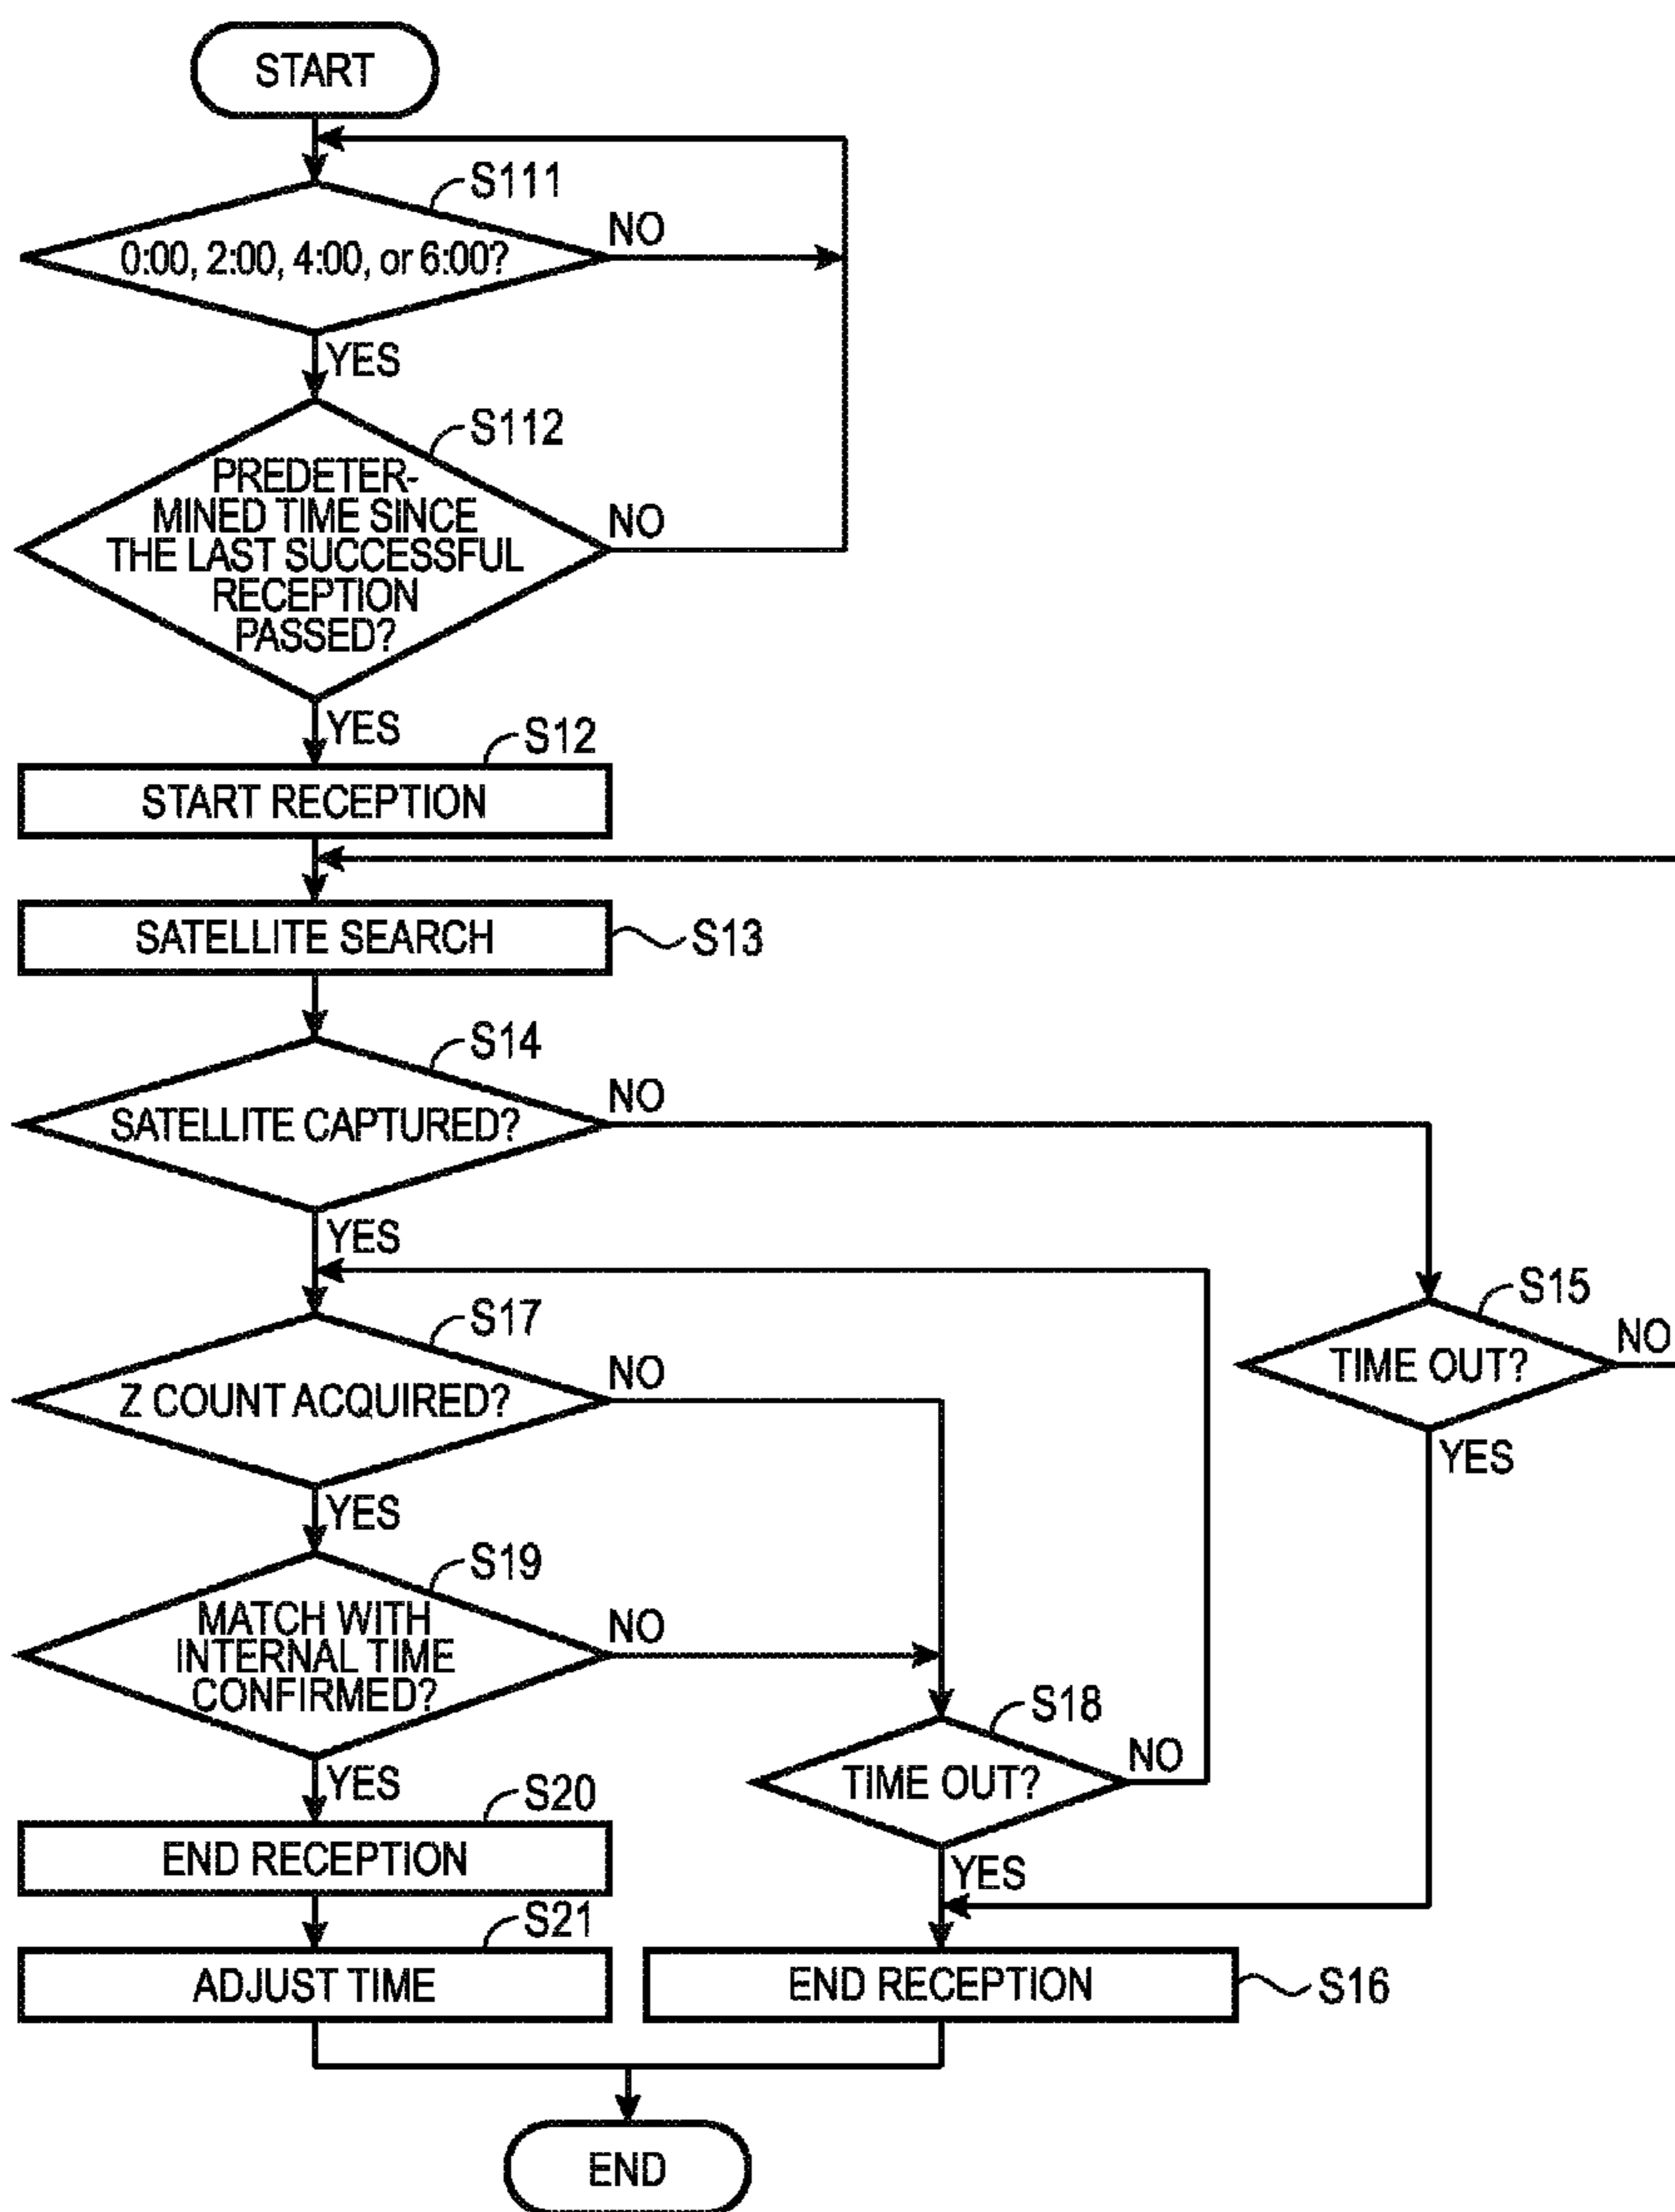 START
S111
0:00, 2:00, 4:00, or 6:00?
NO
YES
S112
PREDETER-
MINED TIME SINCE
THE LAST SUCCESSFUL
RECEPTION
PASSED?
NO
YES
S12
START RECEPTION
SATELLITE SEARCH
S13
S14
SATELLITE CAPTURED?
NO
YES
S15
TIME OUT?
NO
YES
S17
Z COUNT ACQUIRED?
NO
YES
S19
MATCH WITH
INTERNAL TIME
CONFIRMED?
NO
YES
S18
TIME OUT?
NO
YES
S20
END RECEPTION
S21
ADJUST TIME
END RECEPTION
S16
END